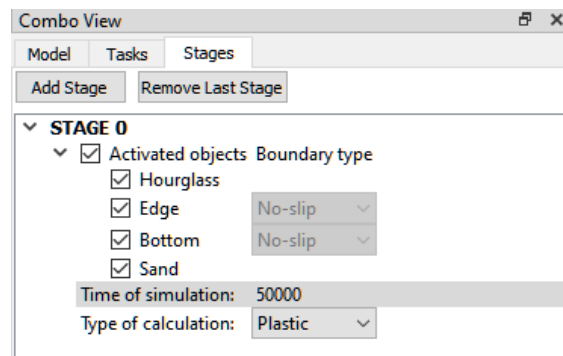 Combo View
Model Tasks Stages
Add Stage Remove Last Stage
STAGE 0
Activated objects Boundary type
Hourglass
Edge No-slip
Bottom No-slip
Sand
Time of simulation: 50000
Type of calculation: Plastic